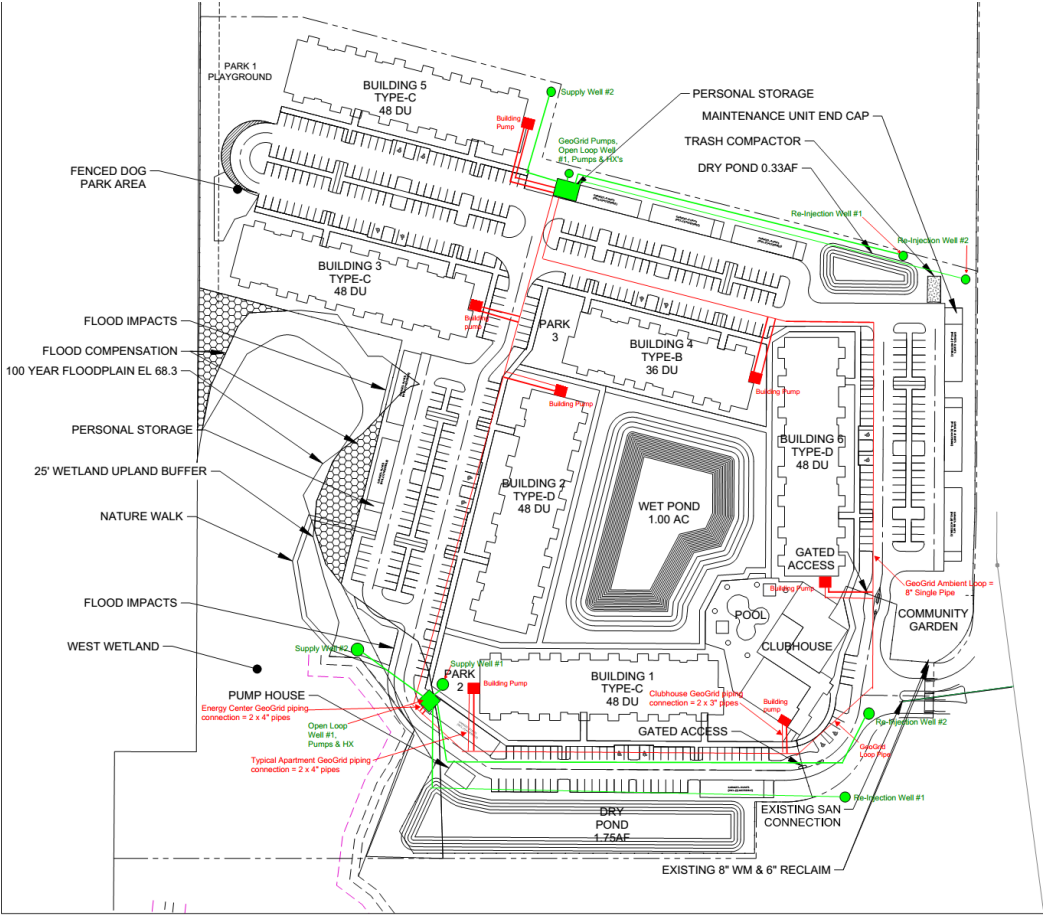 PARK 1
PLAYGROUND
BUILDING 5
TYPE-C
48 DU
Supply Well #2
PERSONAL STORAGE
MAINTENANCE UNIT END CAP
TRASH COMPACTOR
DRY POND 0.33AF
Building
Pump
GeoGrid Pumps,
Open Loop Well
#1, Pumps & HX's
FENCED DOG
PARK AREA
Re-Injection Well #1
Re-Injection Well #2
BUILDING 3
TYPE-C
48 DU
Building
pump
PARK
3
BUILDING 4
TYPE-B
36 DU
FLOOD IMPACTS
FLOOD COMPENSATION
100 YEAR FLOODPLAIN EL 68.3
Building Pump
Building Pump
PERSONAL STORAGE
25' WETLAND UPLAND BUFFER
NATURE WALK
BUILDING 2
TYPE-D
48 DU
WET POND
1.00 AC
BUILDING 6
TYPE-D
48 DU
GATED
ACCESS
Building Pump
GeoGrid Ambient Loop =
8" Single Pipe
COMMUNITY
GARDEN
POOL
CLUBHOUSE
FLOOD IMPACTS
WEST WETLAND
Supply Well #2
Supply Well #1
PARK
2
Building Pump
BUILDING 1
TYPE-C
48 DU
Clubhouse GeoGrid piping
connection = 2 x 3" pipes
Building
pump
GATED ACCESS
PUMP HOUSE
Energy Center GeoGrid piping
connection = 2 x 4" pipes
Open Loop
Well #1,
Pumps & HX
Typical Apartment GeoGrid piping
connection = 2 x 4" pipes
Re-Injection Well #2
GeoGrid
Loop Pipe
Re-Injection Well #1
DRY
POND
1.75AF
EXISTING SAN
CONNECTION
EXISTING 8" WM & 6" RECLAIM